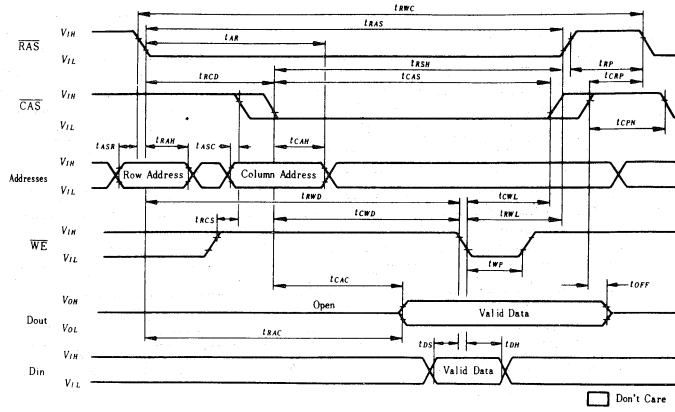 tRWC
tRAS
tAR
RAS
VIH
VIL
tRSH
tRP
tRCD
tCAS
tCRP
CAS
VIH
VIL
tCPN
tASR
tRAH
tASC
tCAH
Addresses
VIH
VIL
Row Address
Column Address
tRWD
tCWL
tRCS
tCWD
tRWL
WE
VIH
VIL
tWP
tCAC
tOFF
Dout
VOH
VOL
Open
Valid Data
tRAC
tDS
tDH
Din
VIH
VIL
Valid Data
Don't Care